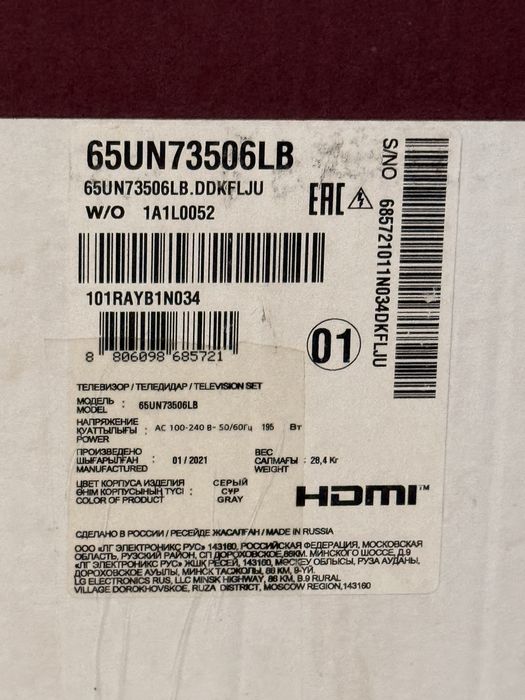 65UN73506LB
65UN73506LB.DDKFLJU
W/O 1A1L0052
EAC
S/NO
685721011N034DKFLJU
101RAYB1N034
8 806098 685721
01
ТЕЛЕВИЗОР / ТЕЛЕДИДАР / TELEVISION SET
МОДЕЛЬ
MODEL : 65UN73506LB
НАПРЯЖЕНИЕ
ҚУАТТЫЛЫҒЫ : AC 100-240 В~ 50/60Гц 195 Вт
POWER
ПРОИЗВЕДЕНО
ШЫҒАРЫЛҒАН : 01 / 2021
MANUFACTURED
ВЕС
САЛМАҒЫ : 28,4 Кг
WEIGHT
ЦВЕТ КОРПУСА ИЗДЕЛИЯ СЕРЫЙ
ӨНІМ КОРПУСЫНЫҢ ТҮСІ : СҰР
COLOR OF PRODUCT GRAY
HDMI™
СДЕЛАНО В РОССИИ / РЕСЕЙДЕ ЖАСАЛҒАН / MADE IN RUSSIA
ООО «ЛГ ЭЛЕКТРОНИКС РУС» 143160, РОССИЙСКАЯ ФЕДЕРАЦИЯ, МОСКОВСКАЯ
ОБЛАСТЬ, РУЗСКИЙ РАЙОН, СП ДОРОХОВСКОЕ,86КМ. МИНСКОГО ШОССЕ, Д.9
«ЛГ ЭЛЕКТРОНИКС РУС» ЖШҚ РЕСЕЙ, 143160, МӘСКЕУ ОБЛЫСЫ, РУЗА АУДАНЫ,
ДОРОХОВСКОЕ АУЫЛЫ, МИНСК ТАСЖОЛЫ, 86 КМ, 9-ҮЙ.
LG ELECTRONICS RUS, LLC MINSK HIGHWAY, 86 KM, B.9 RURAL
VILLAGE DOROKHOVSKOE, RUZA DISTRICT, MOSCOW REGION,143160